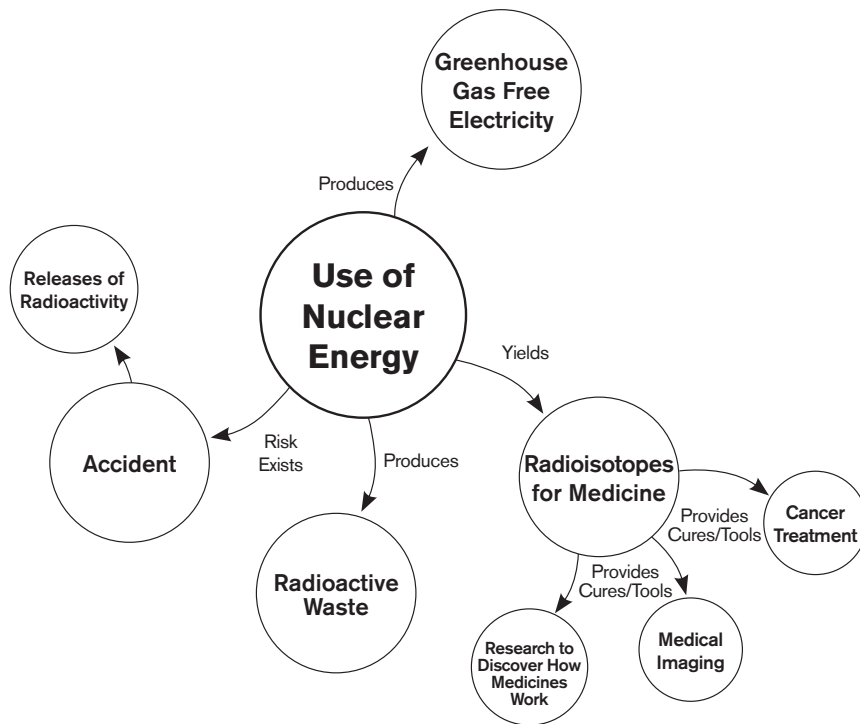 Greenhouse
Gas Free
Electricity
Produces
Use of
Nuclear
Energy
Releases of
Radioactivity
Yields
Accident
Risk
Exists
Produces
Radioisotopes
for Medicine
Provides
Cures/Tools
Cancer
Treatment
Radioactive
Waste
Provides
Cures/Tools
Research to
Discover How
Medicines
Work
Medical
Imaging